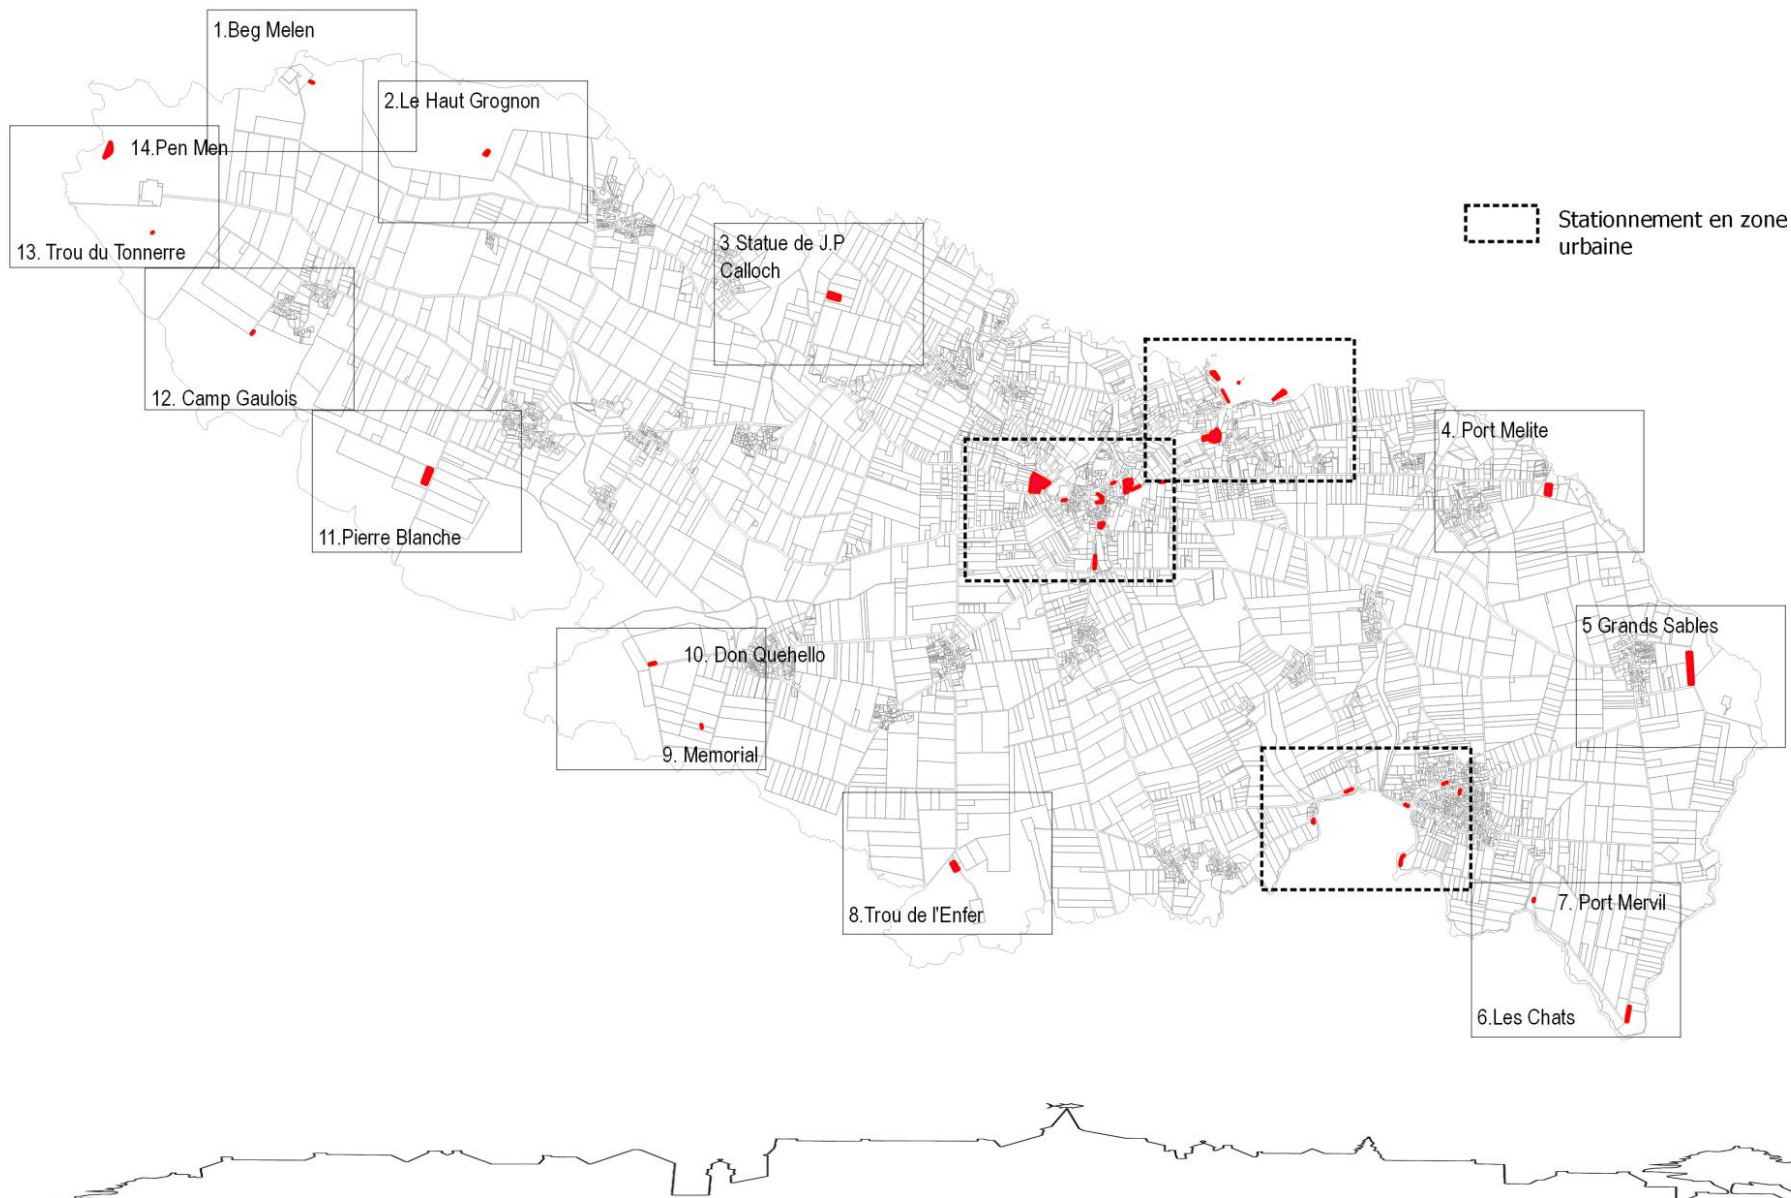 1.Beg Melen
2.Le Haut Grognon
14.Pen Men
13. Trou du Tonnerre
3 Statue de J.P
Calloch
Stationnement en zone
urbaine
12. Camp Gaulois
4. Port Melite
11.Pierre Blanche
5 Grands Sables
10. Don Quehello
9. Memorial
8.Trou de l'Enfer
7. Port Mervil
6.Les Chats